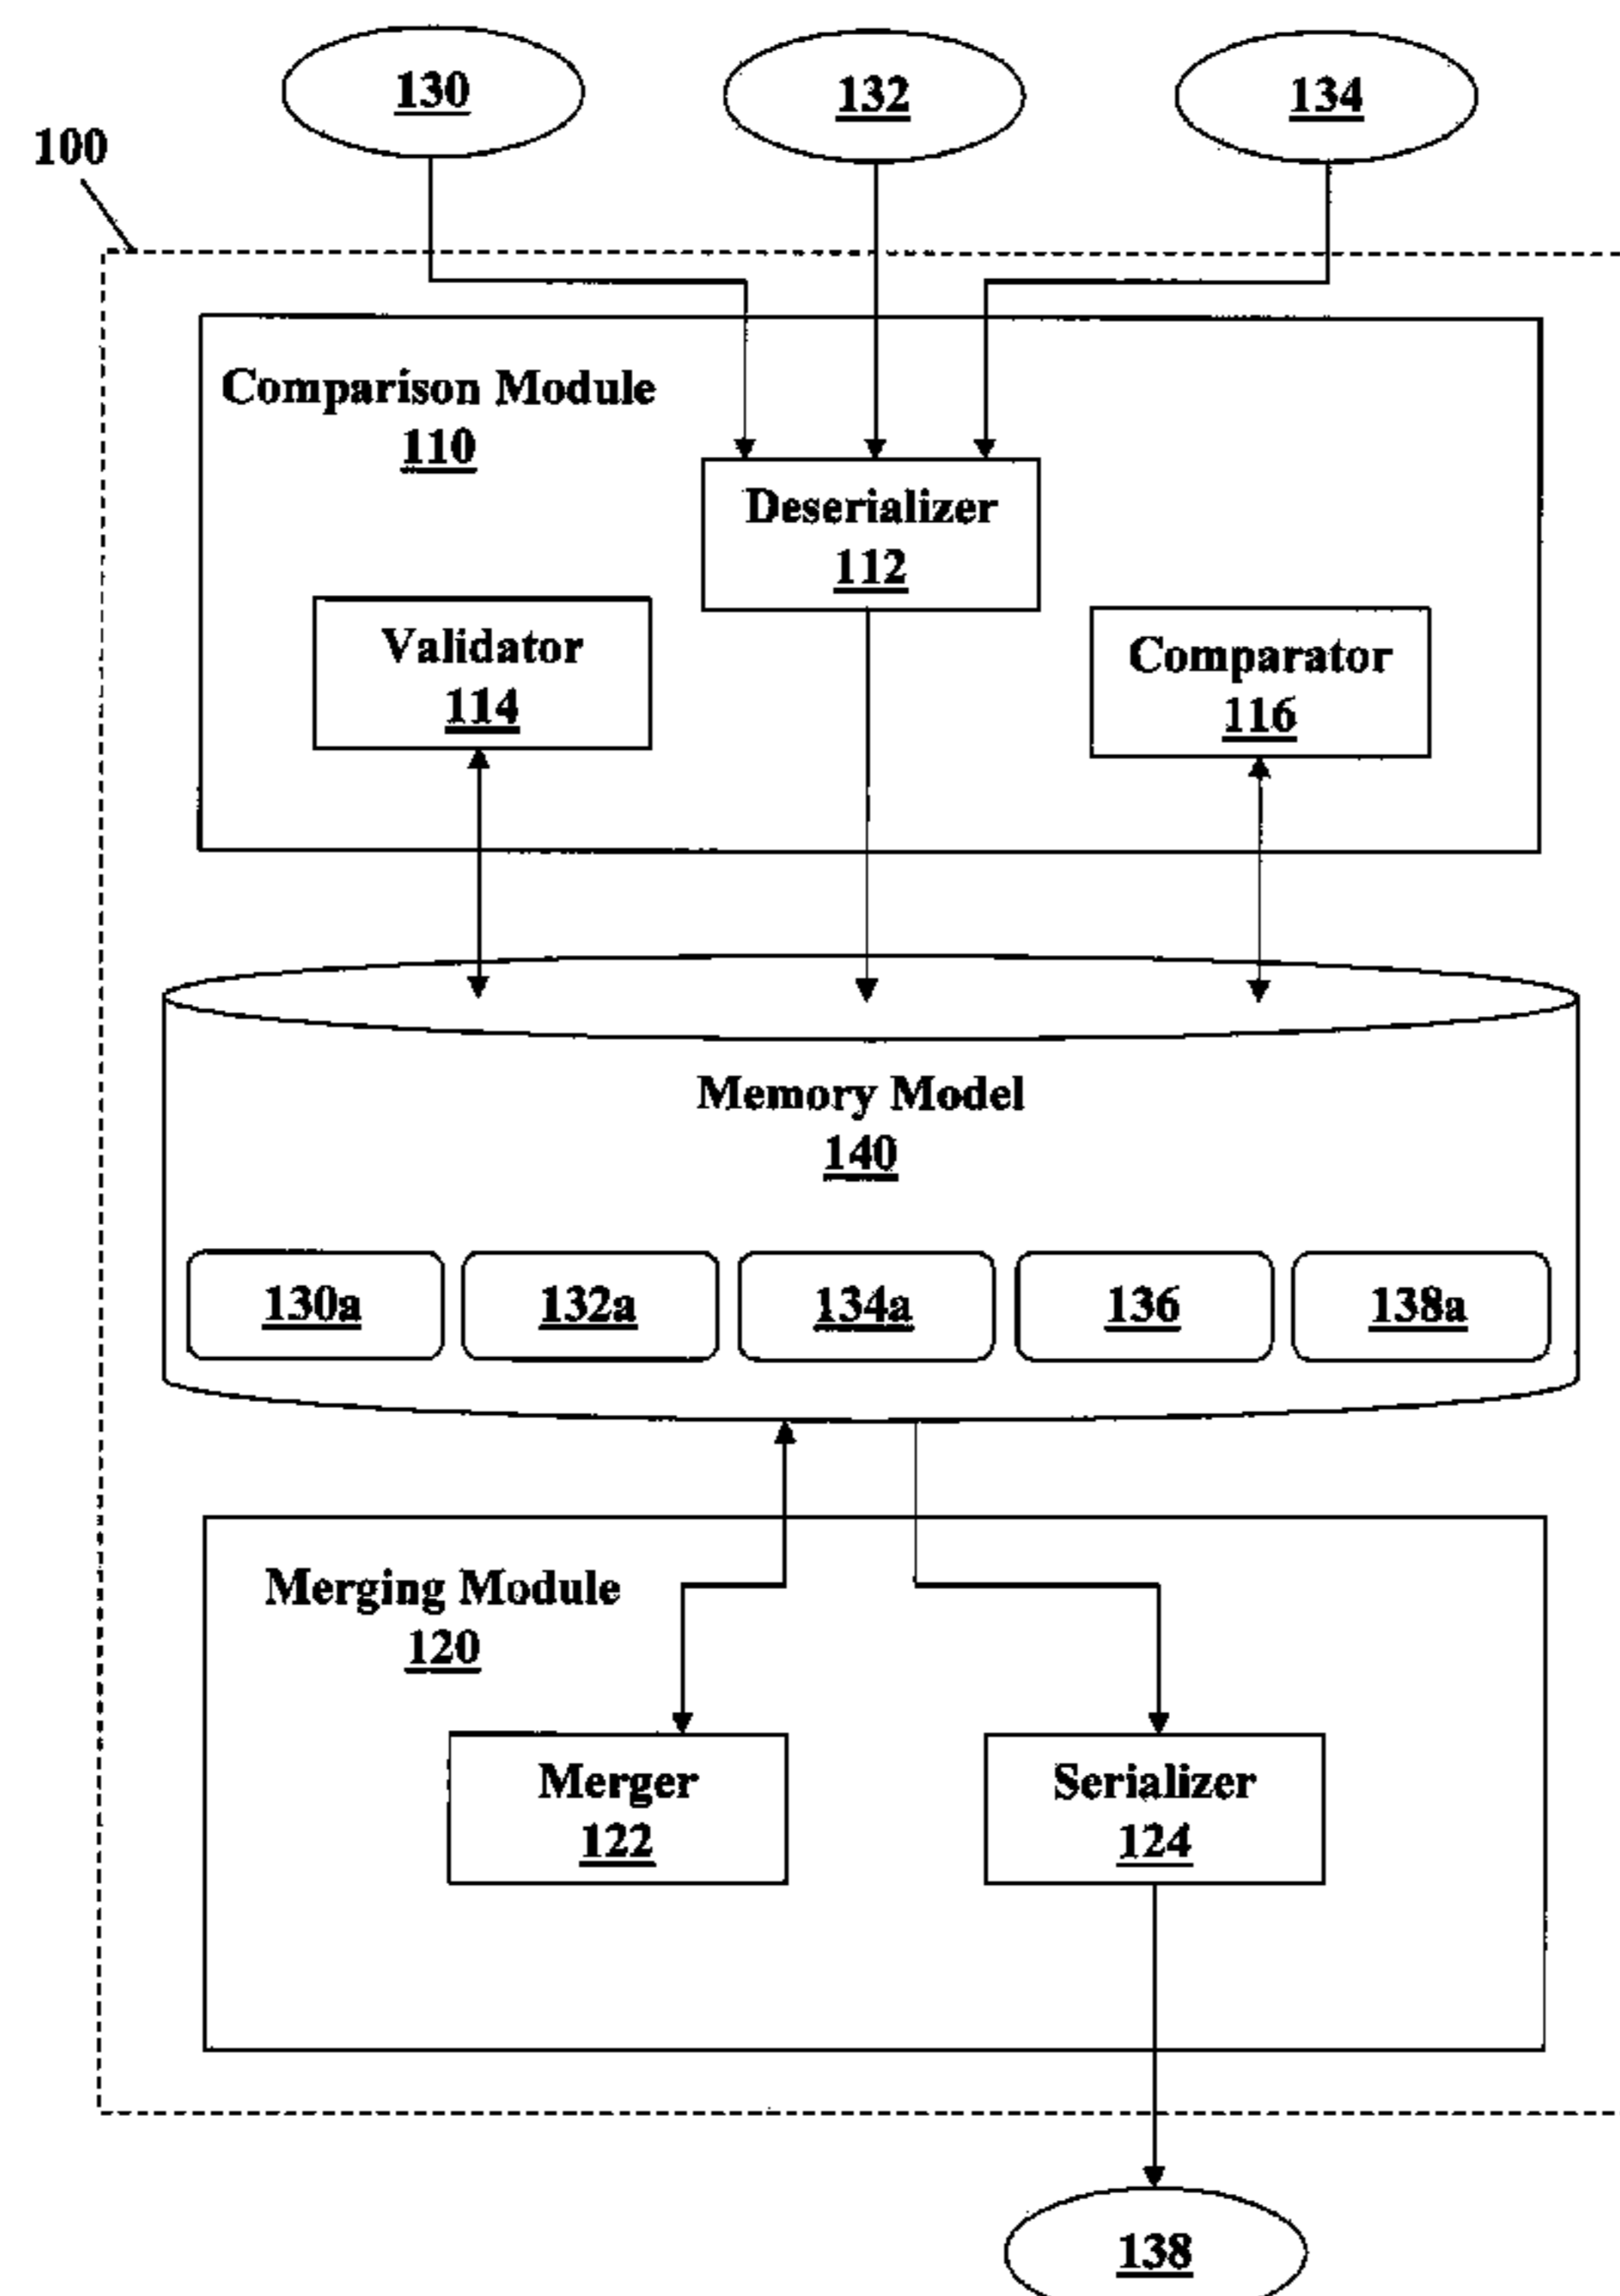 130
132
134
100
Comparison Module
110
Deserializer
112
Validator
114
Comparator
116
Memory Model
140
130a
132a
134a
136
138a
Merging Module
120
Merger
122
Serializer
124
138